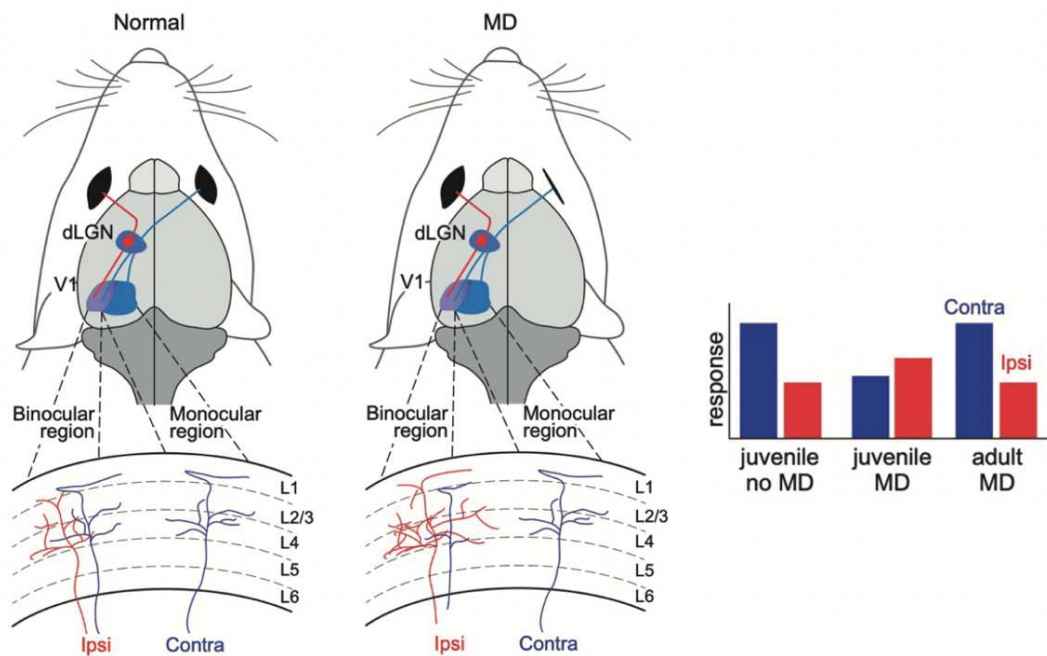 Normal
MD
dLGN
V1
Binocular
region
Monocular
region
L1
L2/3
L4
L5
L6
Ipsi
Contra
dLGN
V1
Binocular
region
Monocular
region
L1
L2/3
L4
L5
L6
Ipsi
Contra
response
Contra
Ipsi
juvenile
no MD
juvenile
MD
adult
MD